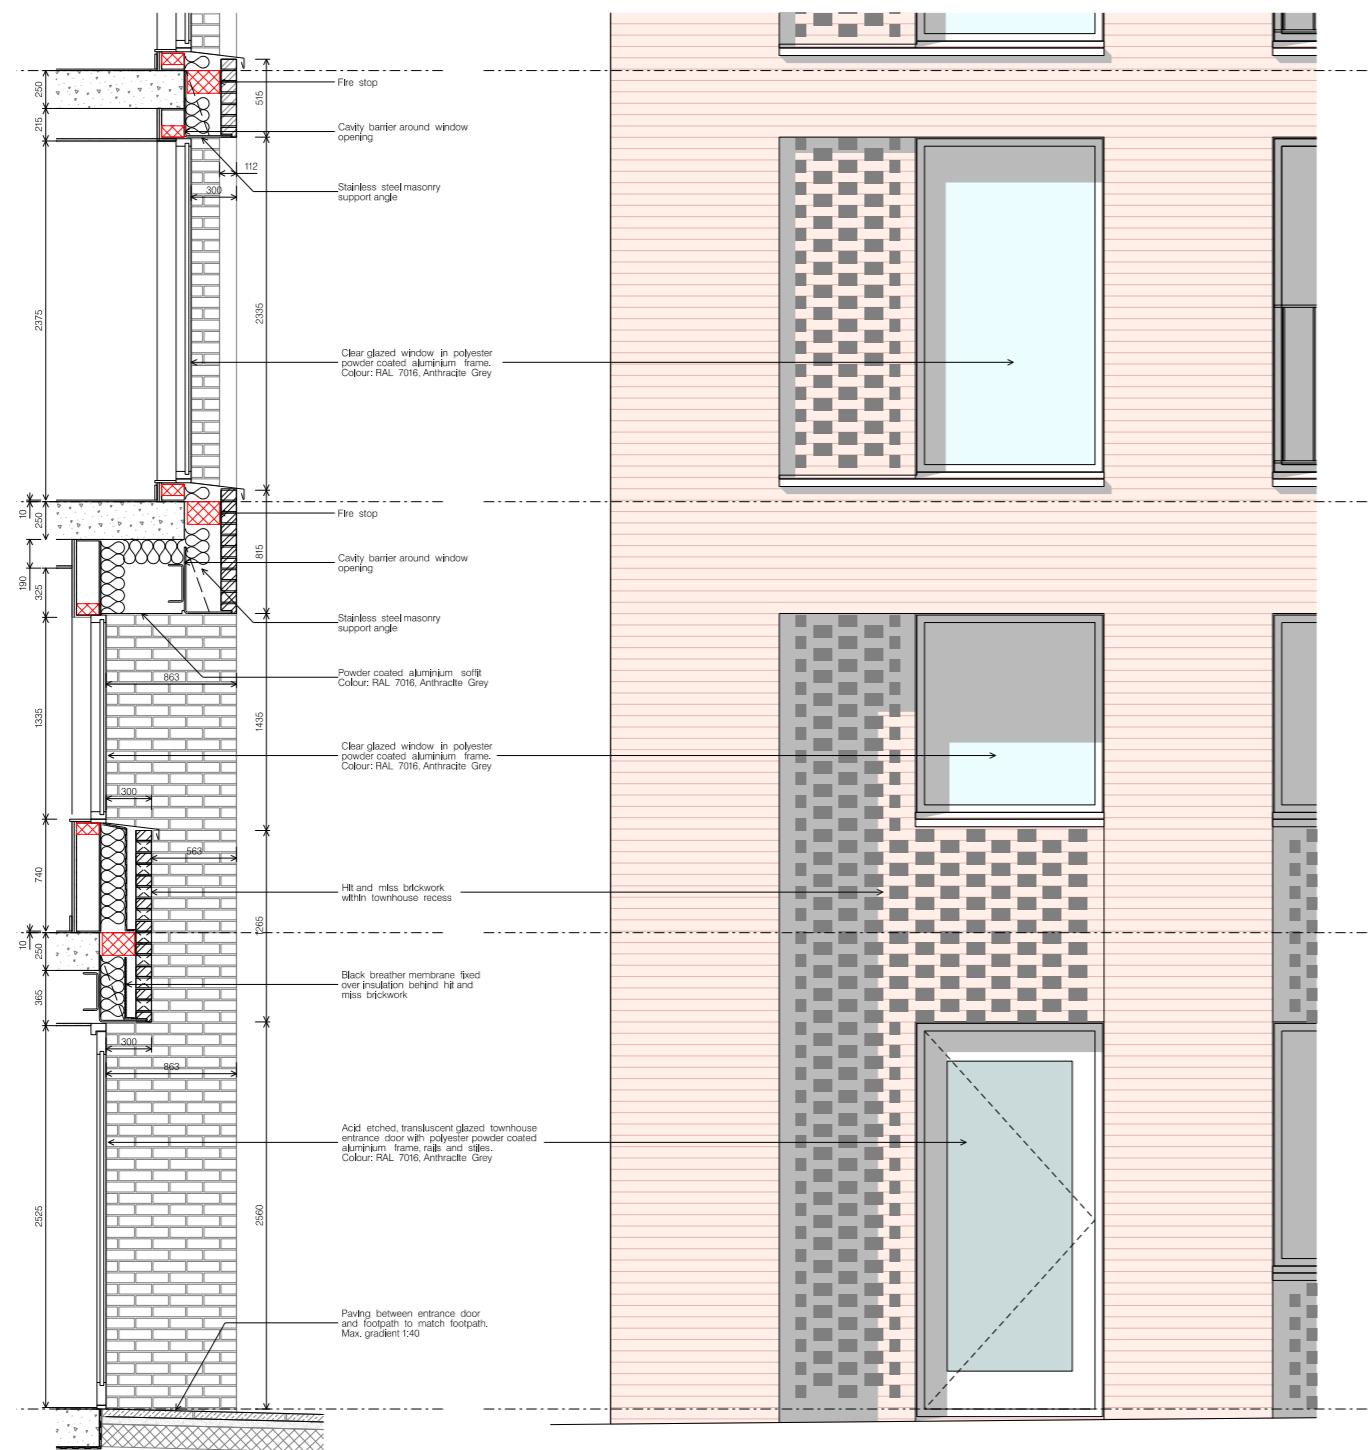 250
215
515
Fire stop
Cavity barrier around window
opening
112
Stainless steel masonry
support angle
300
2375
2335
Clear glazed window in polyester
powder coated aluminium frame.
Colour: RAL 7016, Anthracite Grey
10
250
Fire stop
815
Cavity barrier around window
opening
190
325
Stainless steel masonry
support angle
Powder coated aluminium soffit
Colour: RAL 7016, Anthracite Grey
863
1335
1435
Clear glazed window in polyester
powder coated aluminium frame.
Colour: RAL 7016, Anthracite Grey
300
563
740
Hit and miss brickwork
within townhouse recess
1265
10
250
Black breather membrane fixed
over insulation behind hit and
miss brickwork
365
300
863
Acid etched, transluscent glazed townhouse
entrance door with polyester powder coated
aluminium frame, rails and stiles.
Colour: RAL 7016, Anthracite Grey
2525
2560
Paving between entrance door
and footpath to match footpath.
Max. gradient 1:40